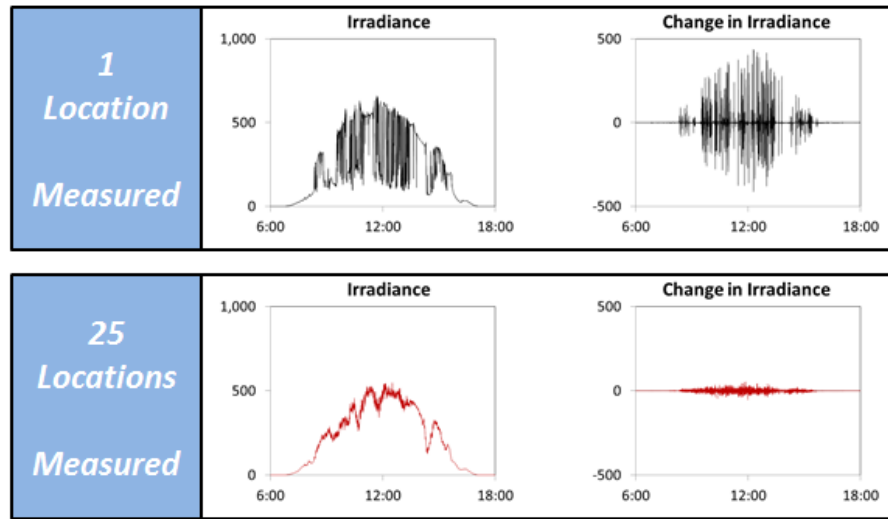 1
Location
Measured
Irradiance
1,000
500
0
6:00 12:00 18:00
Change in Irradiance
500
0
-500
6:00 12:00 18:00
25
Locations
Measured
Irradiance
1,000
500
0
6:00 12:00 18:00
Change in Irradiance
500
0
-500
6:00 12:00 18:00